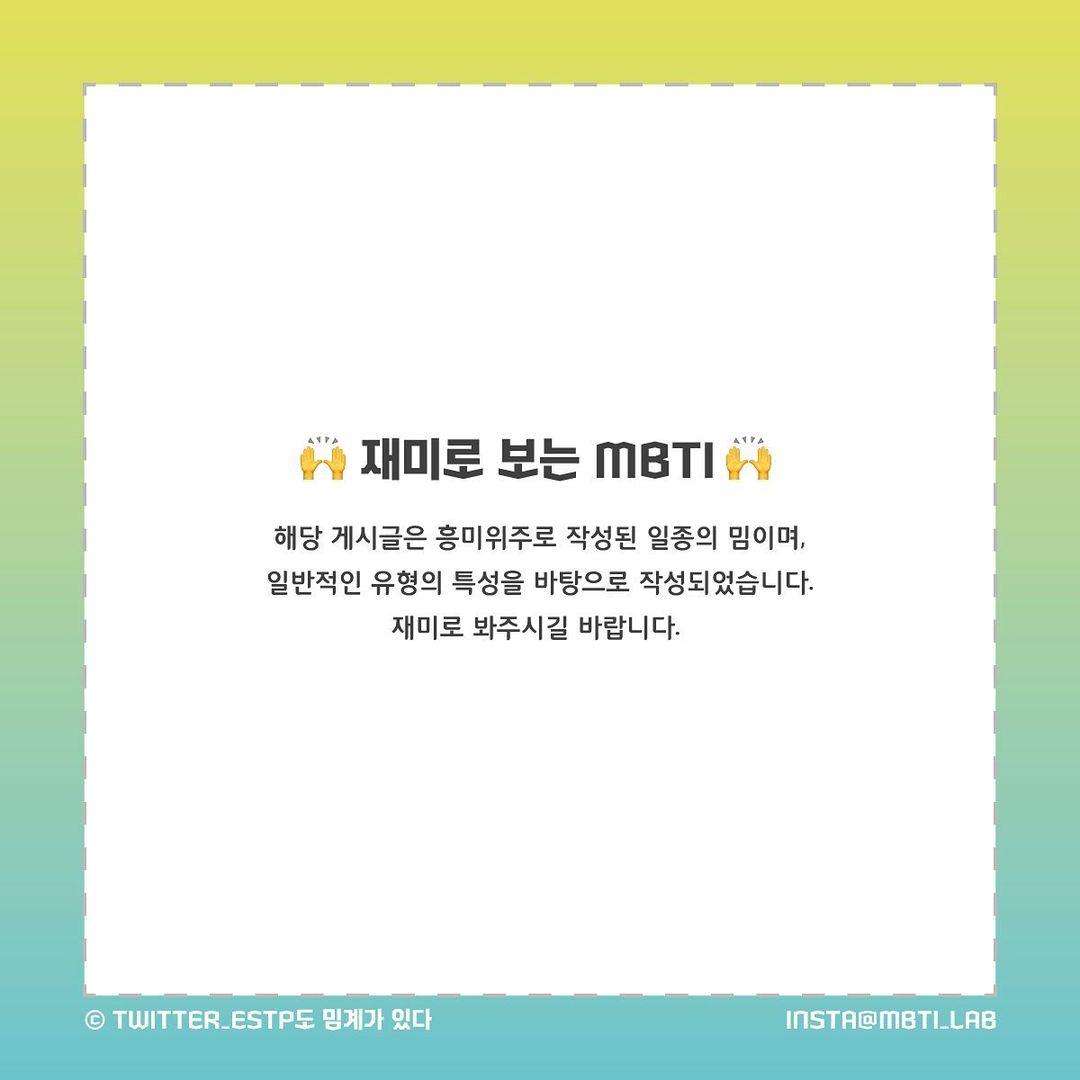 🙌 재미로 보는 MBTI 🙌
해당 게시글은 흥미위주로 작성된 일종의 밈이며,
일반적인 유형의 특성을 바탕으로 작성되었습니다.
재미로 봐주시길 바랍니다.
© TWITTER_ESTP도 밈계가 있다
INSTA@MBTI_LAB